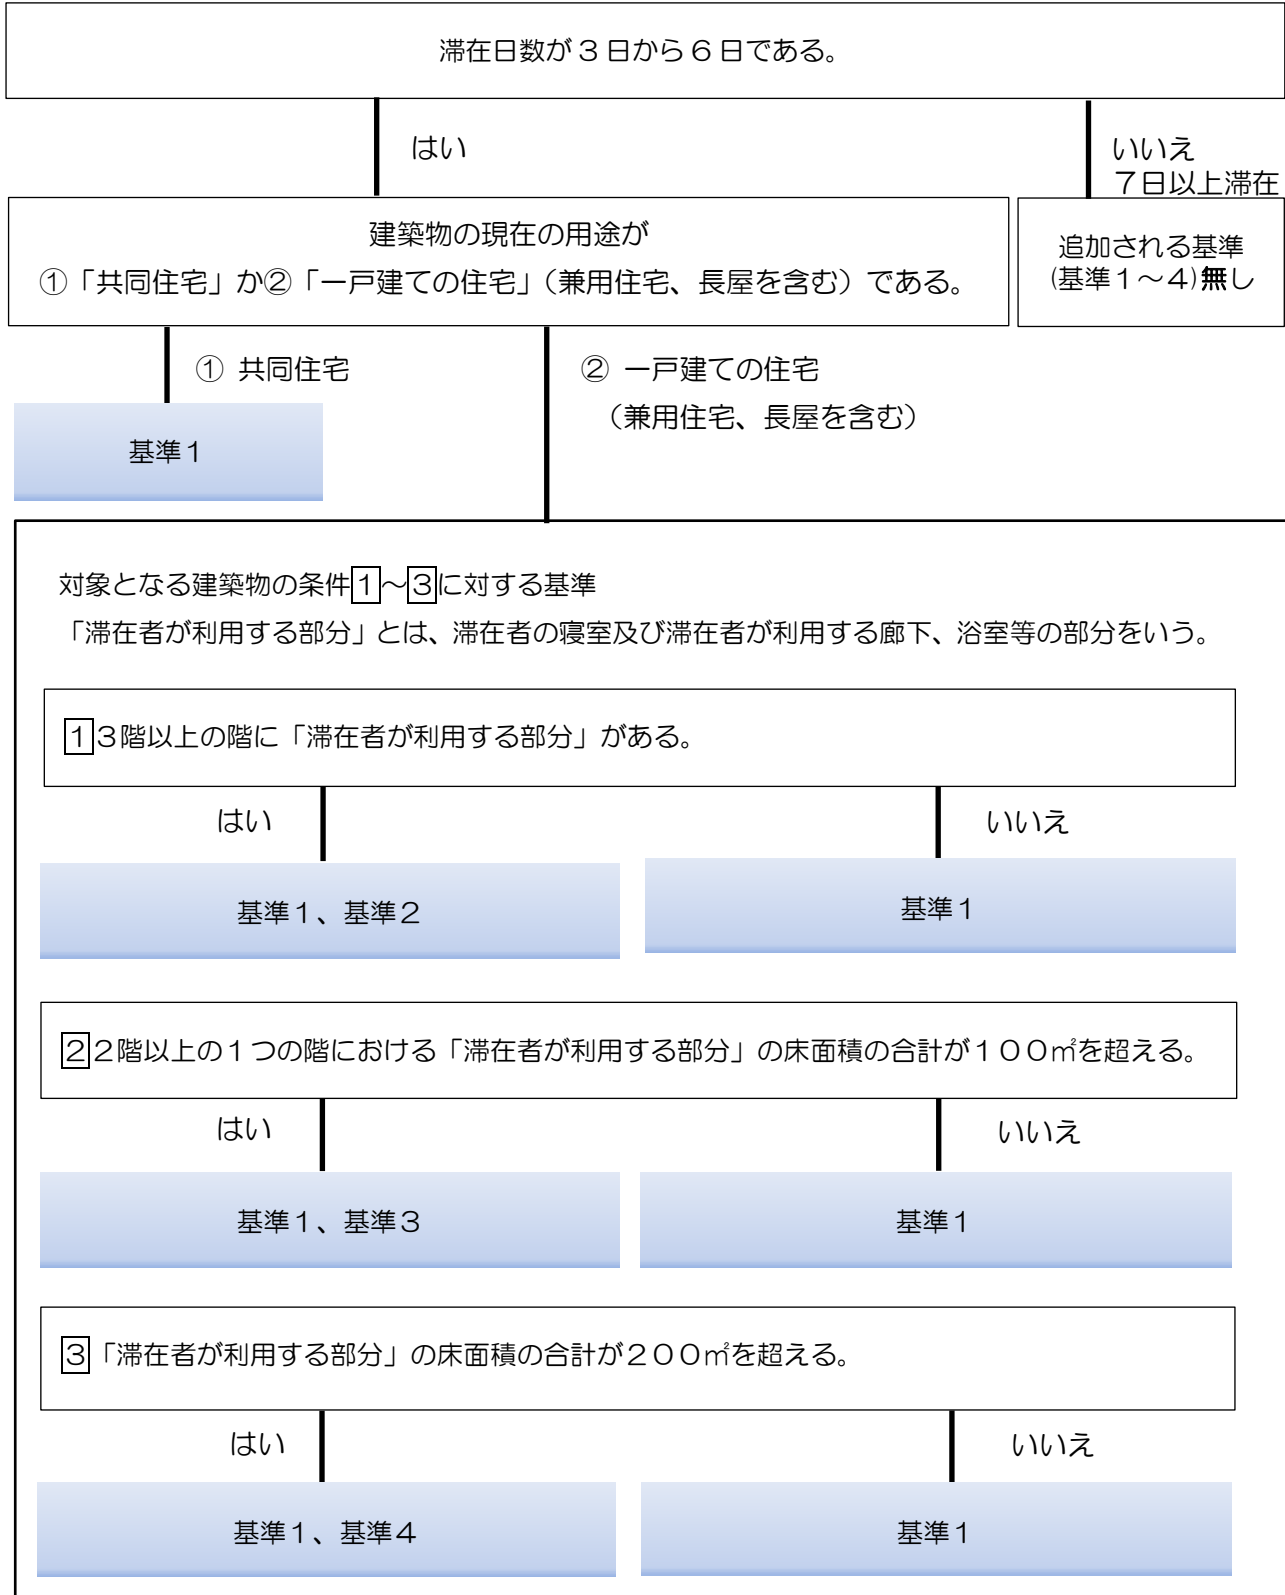 滞在日数が３日から６日である。
はい
いいえ
７日以上滞在
建築物の現在の用途が
①「共同住宅」か②「一戸建ての住宅」（兼用住宅、長屋を含む）である。
追加される基準
(基準１～４)無し
① 共同住宅
② 一戸建ての住宅
（兼用住宅、長屋を含む）
基準１
対象となる建築物の条件1～3に対する基準
「滞在者が利用する部分」とは、滞在者の寝室及び滞在者が利用する廊下、浴室等の部分をいう。
1３階以上の階に「滞在者が利用する部分」がある。
はい
いいえ
基準１、基準２
基準１
2２階以上の１つの階における「滞在者が利用する部分」の床面積の合計が１００㎡を超える。
はい
いいえ
基準１、基準３
基準１
3「滞在者が利用する部分」の床面積の合計が２００㎡を超える。
はい
いいえ
基準１、基準４
基準１